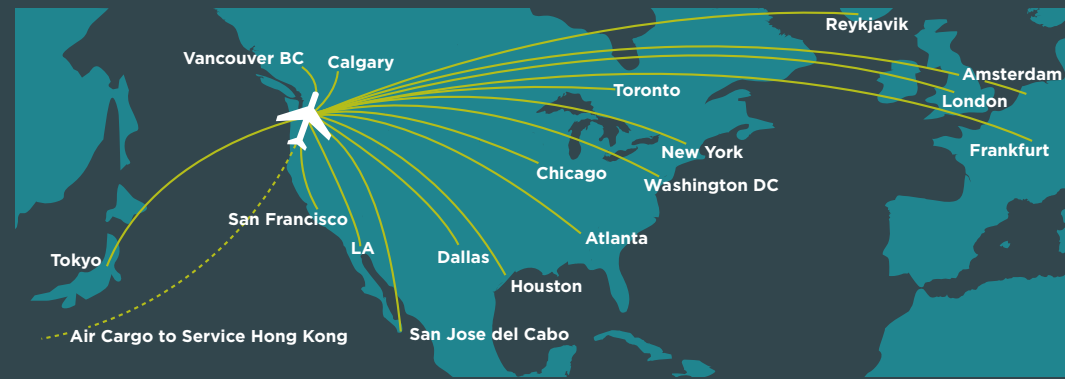 Reykjavik
Vancouver BC
Calgary
Amsterdam
Toronto
London
New York
Frankfurt
Chicago
Washington DC
San Francisco
Atlanta
LA
Tokyo
Dallas
Houston
Air Cargo to Service Hong Kong
San Jose del Cabo